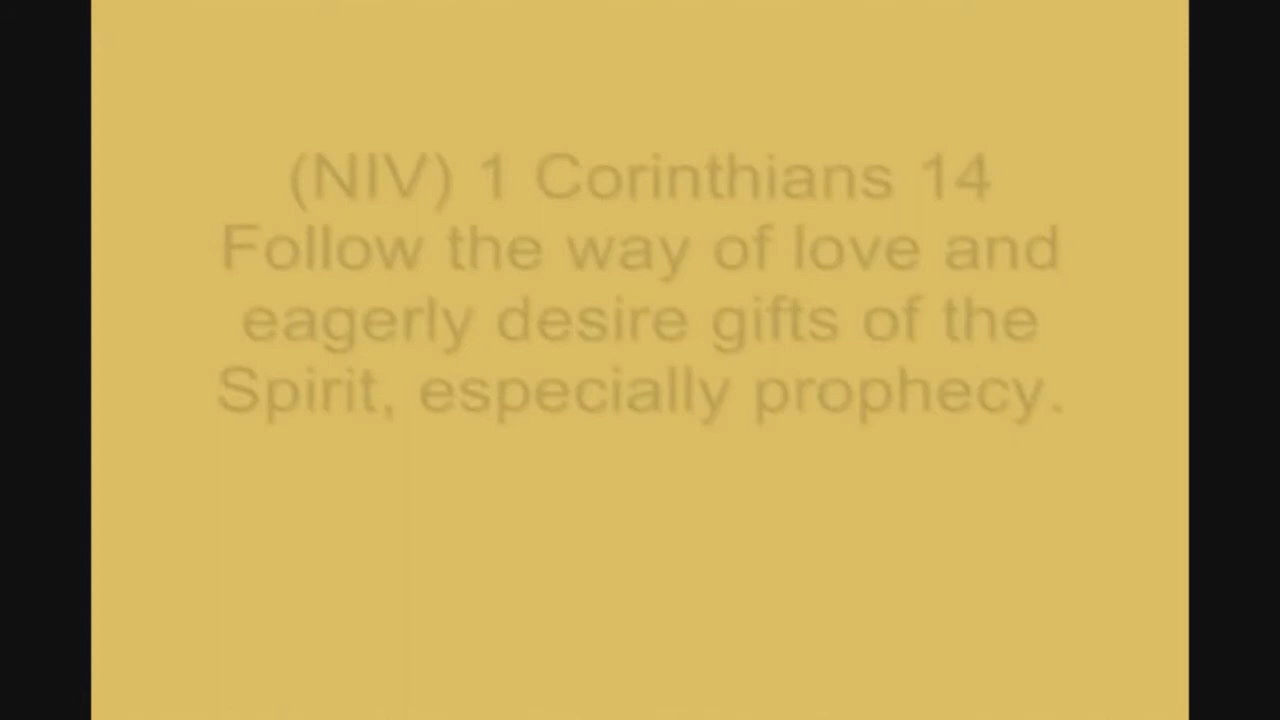 (NIV) 1 Corinthians 14
Follow the way of love and
eagerly desire gifts of the
Spirit, especially prophecy.